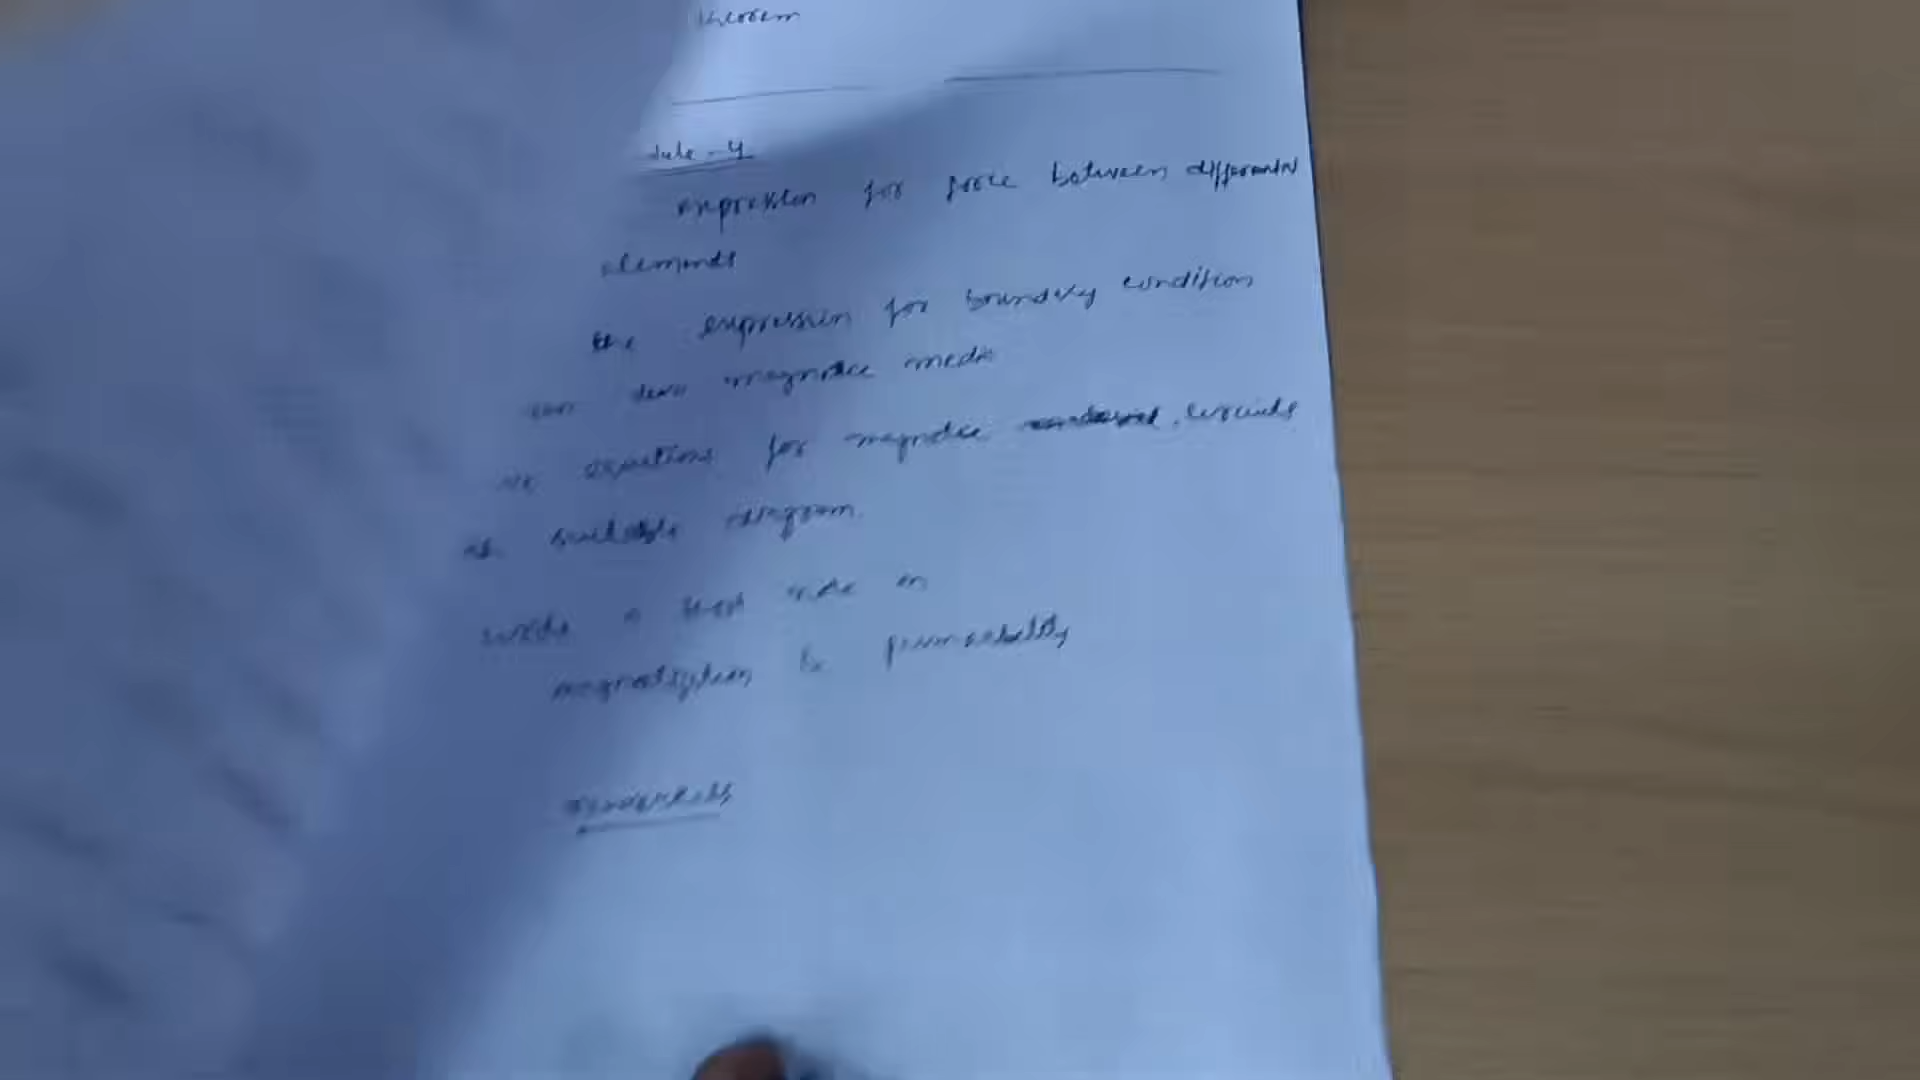 theorem
dule - 4
expression for force between differential
elements
the expression for boundary condition
magnetic media
equations for magnetic circuits
suitable diagram.
write a short note on
magnetization & permeability